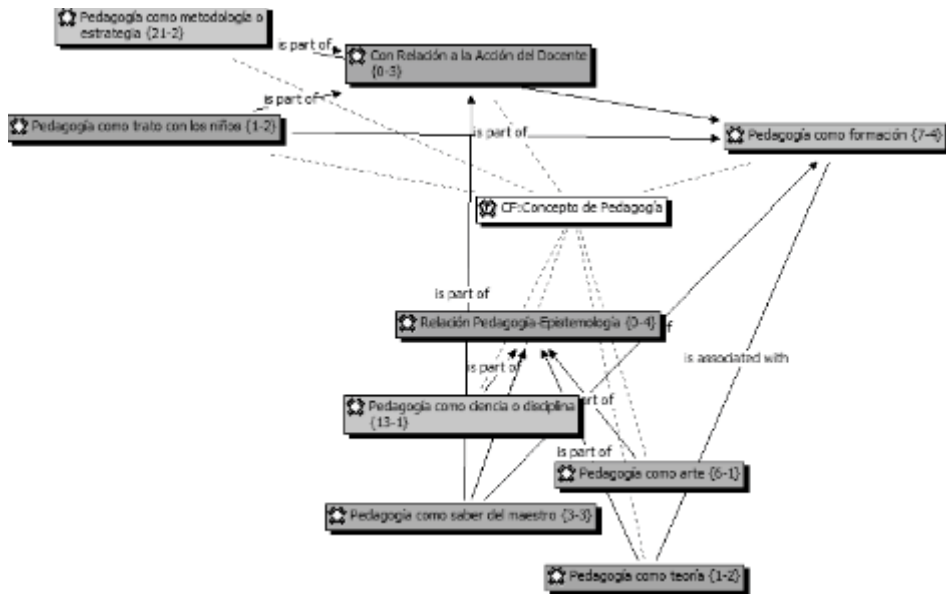 Pedagogía como metodología o
estrategia {21-2}
is part of
Con Relación a la Acción del Docente
{0-3}
is part of
Pedagogía como trato con los niños {1-2}
is part of
Pedagogía como formación {7-4}
CF:Concepto de Pedagogía
is part of
Relación Pedagogía-Epistemología {0-4}
is associated with
is part of
Pedagogía como ciencia o disciplina
{13-1}
part of
is part of
Pedagogía como arte {6-1}
Pedagogía como saber del maestro {3-3}
Pedagogía como teoría {1-2}